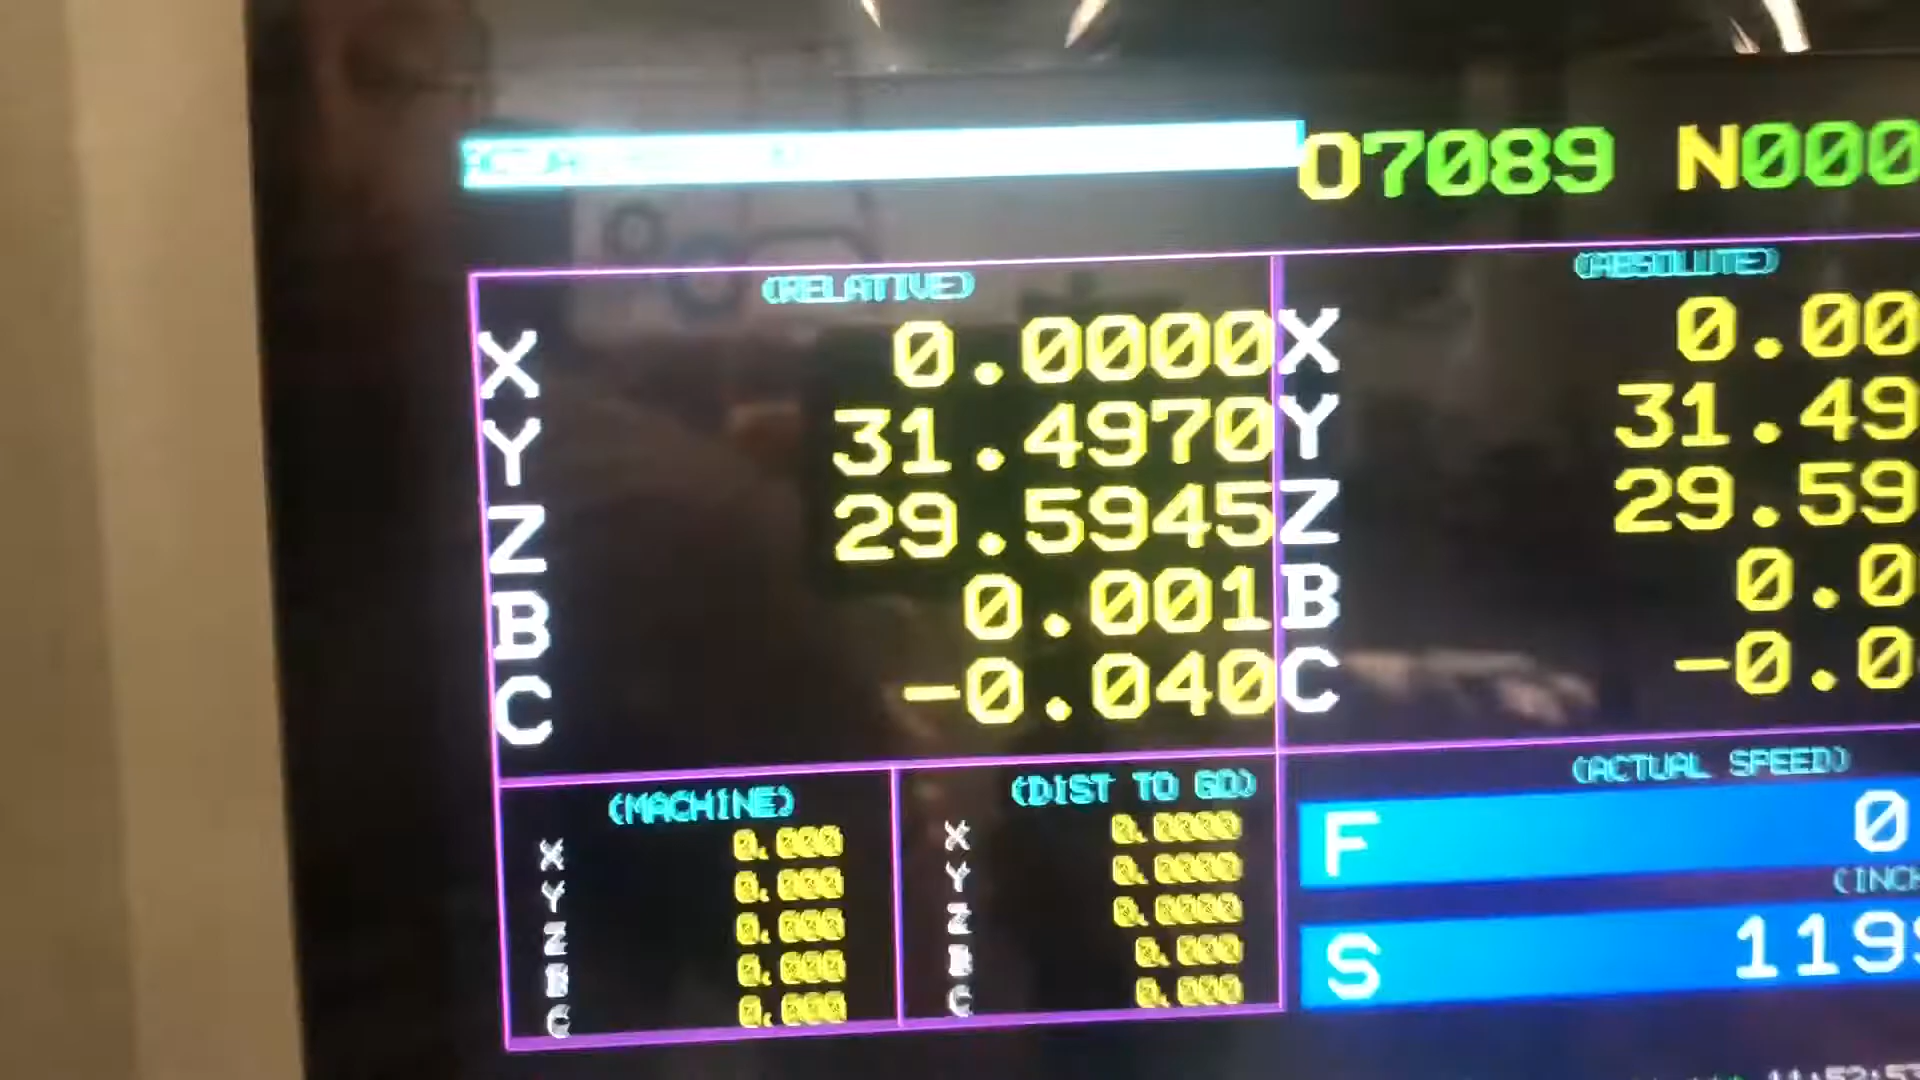 O7089 N000
(RELATIVE) (ABSOLUTE)
X 0.0000 X 0.00
Y 31.4970 Y 31.49
Z 29.5945 Z 29.59
B 0.001 B 0.0
C -0.040 C -0.0
(MACHINE) (DIST TO GO) (ACTUAL SPEED)
X 0.000 X 0.0000 F 0
Y 0.000 Y 0.0000 (INCH
Z 0.000 Z 0.0000
B 0.000 B 0.000 S 119
C 0.000 C 0.000